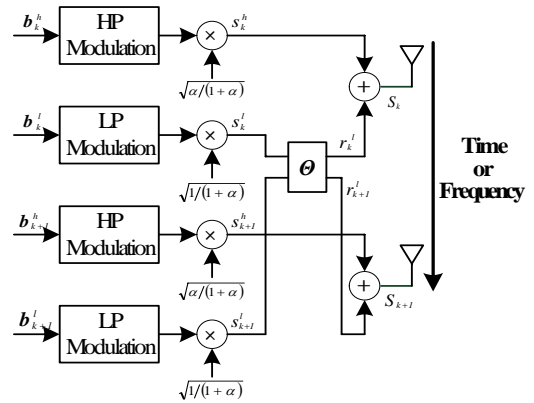 b_k^h
HP
Modulation
×
s_k^h
√α/(1+α)
+
S_k
b_k^l
LP
Modulation
×
s_k^l
√1/(1+α)
Θ
r_k^l
r_{k+1}^l
Time
or
Frequency
b_{k+1}^h
HP
Modulation
×
s_{k+1}^h
√α/(1+α)
+
S_{k+1}
b_{k+1}^l
LP
Modulation
×
s_{k+1}^l
√1/(1+α)